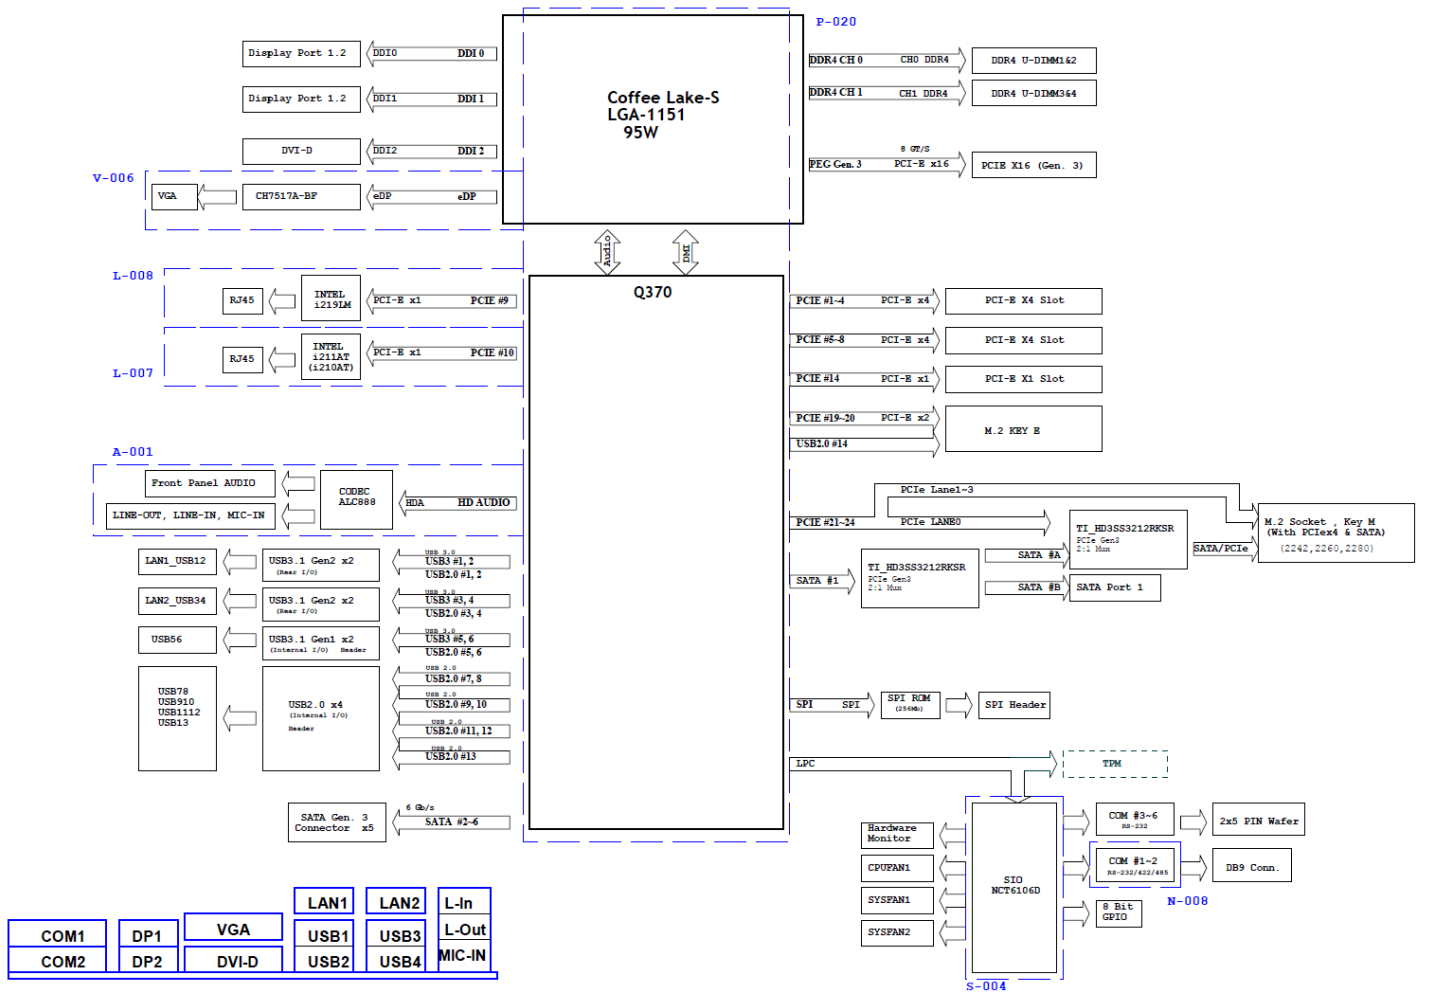 P-020
Coffee Lake-S
LGA-1151
95W
Display Port 1.2
DDI0
DDI 0
Display Port 1.2
DDI1
DDI 1
DVI-D
DDI2
DDI 2
V-006
VGA
CH7517A-BF
eDP
eDP
DDR4 CH 0
CH0 DDR4
DDR4 U-DIMM1&2
DDR4 CH 1
CH1 DDR4
DDR4 U-DIMM3&4
8 GT/S
PEG Gen. 3
PCI-E x16
PCIE X16 (Gen. 3)
Audio
DMI
Q370
L-008
RJ45
INTEL
i219LM
PCI-E x1
PCIE #9
RJ45
INTEL
i211AT
(i210AT)
PCI-E x1
PCIE #10
L-007
A-001
Front Panel AUDIO
LINE-OUT, LINE-IN, MIC-IN
CODEC
ALC888
HDA
HD AUDIO
LAN1_USB12
USB3.1 Gen2 x2
(Rear I/O)
USB 3.0
USB3 #1, 2
USB2.0 #1, 2
LAN2_USB34
USB3.1 Gen2 x2
(Rear I/O)
USB 3.0
USB3 #3, 4
USB2.0 #3, 4
USB56
USB3.1 Gen1 x2
(Internal I/O) Header
USB 3.0
USB3 #5, 6
USB2.0 #5, 6
USB78
USB910
USB1112
USB13
USB2.0 x4
(Internal I/O)
Header
USB 2.0
USB2.0 #7, 8
USB 2.0
USB2.0 #9, 10
USB 2.0
USB2.0 #11, 12
USB 2.0
USB2.0 #13
SATA Gen. 3
Connector x5
6 Gb/s
SATA #2~6
PCIE #1~4
PCI-E x4
PCI-E X4 Slot
PCIE #5~8
PCI-E x4
PCI-E X4 Slot
PCIE #14
PCI-E x1
PCI-E X1 Slot
PCIE #19~20
PCI-E x2
USB2.0 #14
M.2 KEY E
PCIe Lane1~3
PCIE #21~24
PCIe LANE0
TI_HD3SS3212RKSR
PCIe Gen3
2:1 Mux
SATA/PCIe
M.2 Socket , Key M
(With PCIex4 & SATA)
(2242,2260,2280)
SATA #1
TI_HD3SS3212RKSR
PCIe Gen3
2:1 Mux
SATA #A
SATA #B
SATA Port 1
SPI
SPI
SPI ROM
(256Mb)
SPI Header
LPC
TPM
Hardware
Monitor
CPUFAN1
SYSFAN1
SYSFAN2
SIO
NCT6106D
COM #3~6
RS-232
2x5 PIN Wafer
COM #1~2
RS-232/422/485
DB9 Conn.
N-008
8 Bit
GPIO
S-004
COM1
COM2
DP1
DP2
VGA
DVI-D
LAN1
USB1
USB2
LAN2
USB3
USB4
L-In
L-Out
MIC-IN